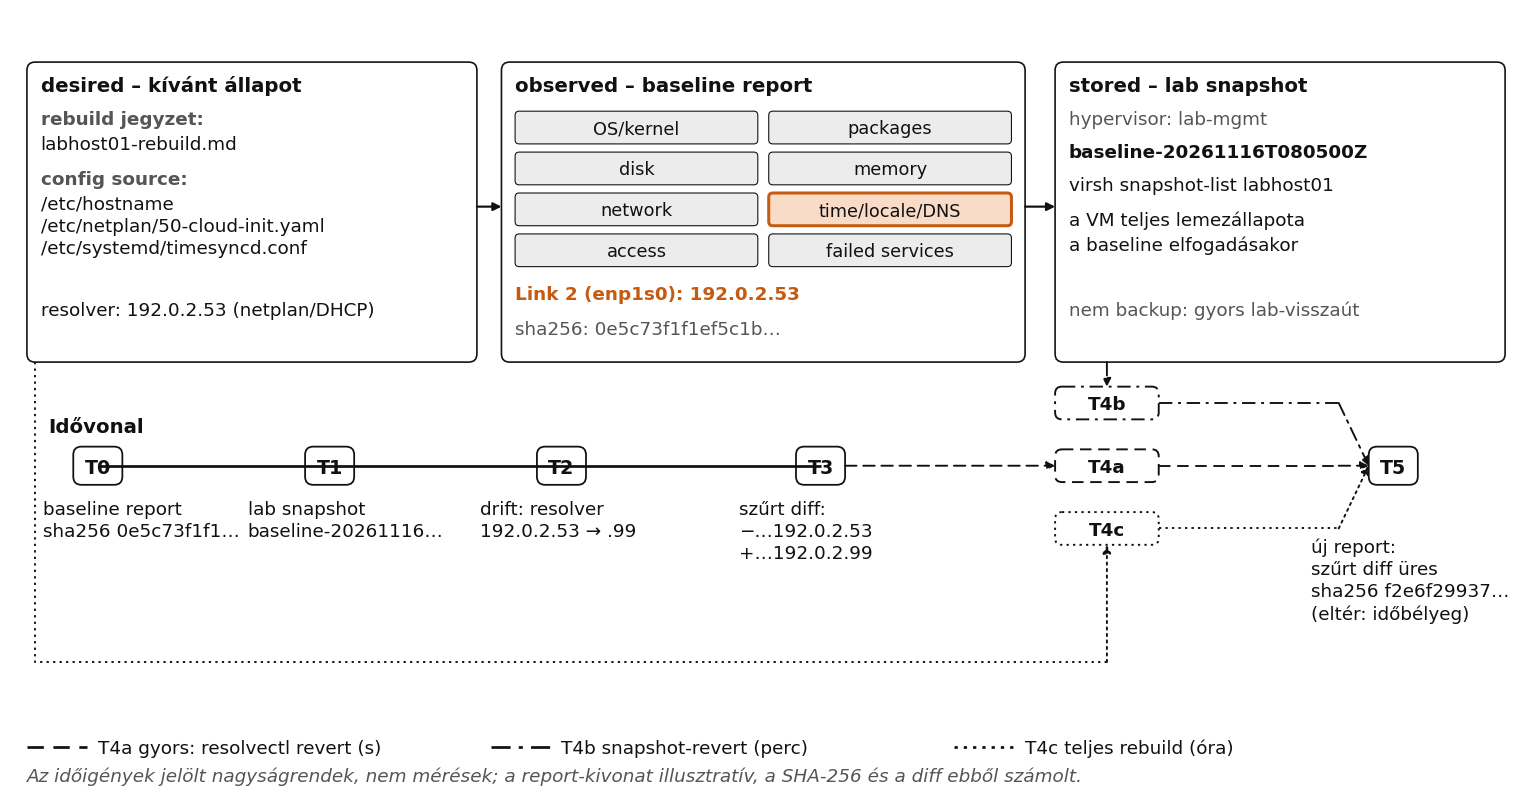 desired – kívánt állapot
rebuild jegyzet:
labhost01-rebuild.md
config source:
/etc/hostname
/etc/netplan/50-cloud-init.yaml
/etc/systemd/timesyncd.conf
resolver: 192.0.2.53 (netplan/DHCP)
observed – baseline report
OS/kernel
packages
disk
memory
network
time/locale/DNS
access
failed services
Link 2 (enp1s0): 192.0.2.53
sha256: 0e5c73f1f1ef5c1b…
stored – lab snapshot
hypervisor: lab-mgmt
baseline-20261116T080500Z
virsh snapshot-list labhost01
a VM teljes lemezállapota
a baseline elfogadásakor
nem backup: gyors lab-visszaút
Idővonal
T0
baseline report
sha256 0e5c73f1f1…
T1
lab snapshot
baseline-20261116…
T2
drift: resolver
192.0.2.53 → .99
T3
szűrt diff:
−…192.0.2.53
+…192.0.2.99
T4b
T4a
T4c
T5
új report:
szűrt diff üres
sha256 f2e6f29937…
(eltér: időbélyeg)
T4a gyors: resolvectl revert (s)
T4b snapshot-revert (perc)
T4c teljes rebuild (óra)
Az időigények jelölt nagyságrendek, nem mérések; a report-kivonat illusztratív, a SHA-256 és a diff ebből számolt.